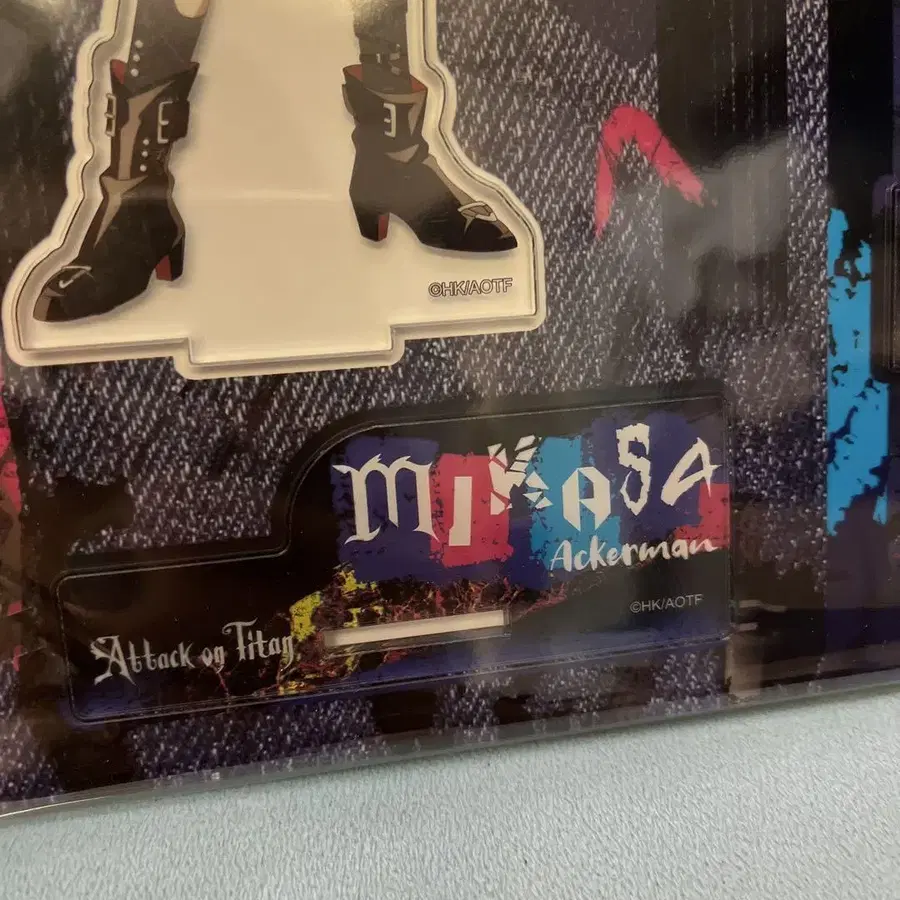 ©HK/AOTF
MIKASA
Ackerman
©HK/AOTF
Attack on Titan